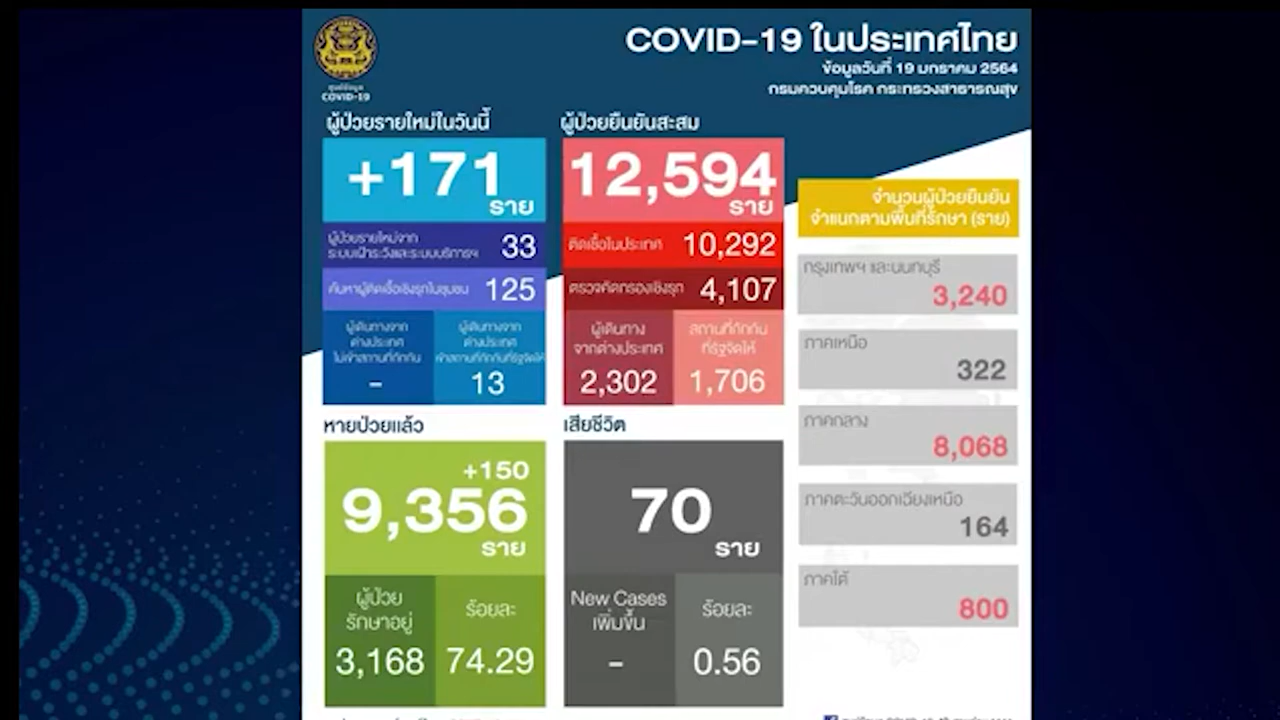 COVID-19 ในประเทศไทย
ข้อมูลวันที่ 19 มกราคม 2564
กรมควบคุมโรค กระทรวงสาธารณสุข
ศูนย์ข้อมูล
COVID-19
ผู้ป่วยรายใหม่ในวันนี้
+171
ราย
ผู้ป่วยรายใหม่จาก
ระบบเฝ้าระวังและระบบบริการฯ
33
ค้นหาผู้ติดเชื้อเชิงรุกในชุมชน 125
ผู้เดินทางจาก
ต่างประเทศ
ไม่เข้าสถานที่กักกัน
-
ผู้เดินทางจาก
ต่างประเทศ
เข้าสถานที่กักกันที่รัฐจัดให้
13
ผู้ป่วยยืนยันสะสม
12,594
ราย
ติดเชื้อในประเทศ 10,292
ตรวจคัดกรองเชิงรุก 4,107
ผู้เดินทาง
จากต่างประเทศ
2,302
สถานที่กักกัน
ที่รัฐจัดให้
1,706
หายป่วยแล้ว
+150
9,356
ราย
ผู้ป่วย
รักษาอยู่
3,168
ร้อยละ
74.29
เสียชีวิต
70
ราย
New Cases
เพิ่มขึ้น
-
ร้อยละ
0.56
จำนวนผู้ป่วยยืนยัน
จำแนกตามพื้นที่รักษา (ราย)
กรุงเทพฯ และนนทบุรี
3,240
ภาคเหนือ
322
ภาคกลาง
8,068
ภาคตะวันออกเฉียงเหนือ
164
ภาคใต้
800